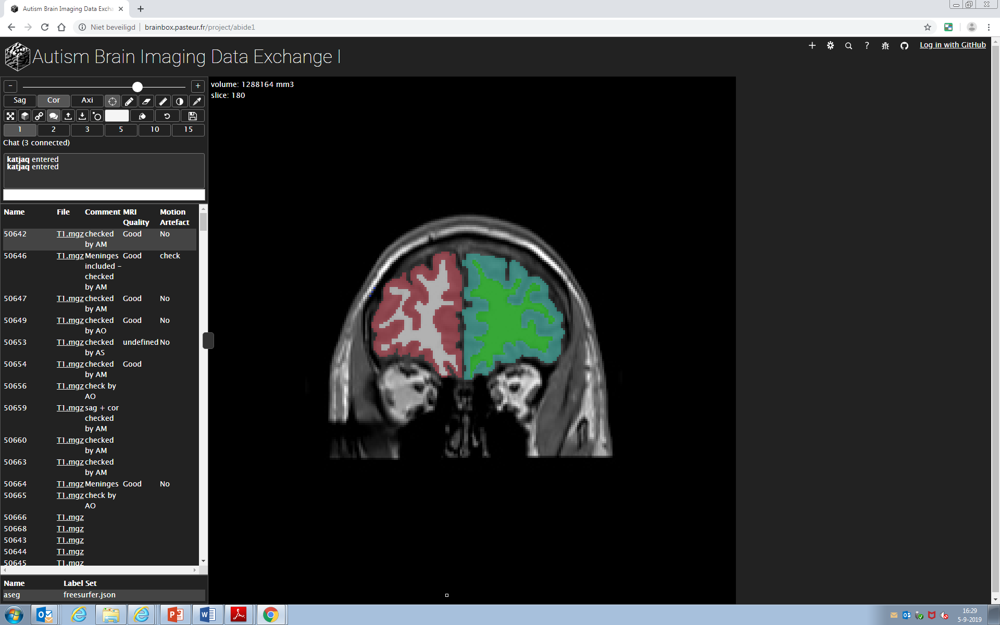 Autism Brain Imaging Data Excha
Niet beveiligd
brainbox.pasteur.fr/project/abide1
Autism Brain Imaging Data Exchange I
Log in with GitHub
- +
Sag Cor Axi
1 2 3 5 10 15
Chat (3 connected)
katjaq entered
katjaq entered
volume: 1288164 mm3
slice: 180
Name File Comment MRI Quality Motion Artefact
50642 T1.mgz checked by AM Good No
50646 T1.mgz Meninges included - checked by AM Good check
50647 T1.mgz checked by AM Good No
50649 T1.mgz checked by AO Good No
50653 T1.mgz checked by AS undefined No
50654 T1.mgz checked by AM Good
50656 T1.mgz check by AO
50659 T1.mgz sag + cor checked by AM
50660 T1.mgz checked by AM
50663 T1.mgz checked by AM
50664 T1.mgz Meninges Good No
50665 T1.mgz check by AO
50666 T1.mgz
50668 T1.mgz
50643 T1.mgz
50644 T1.mgz
50645 T1.mgz
Name Label Set
aseg freesurfer.json
16:29
5-9-2019